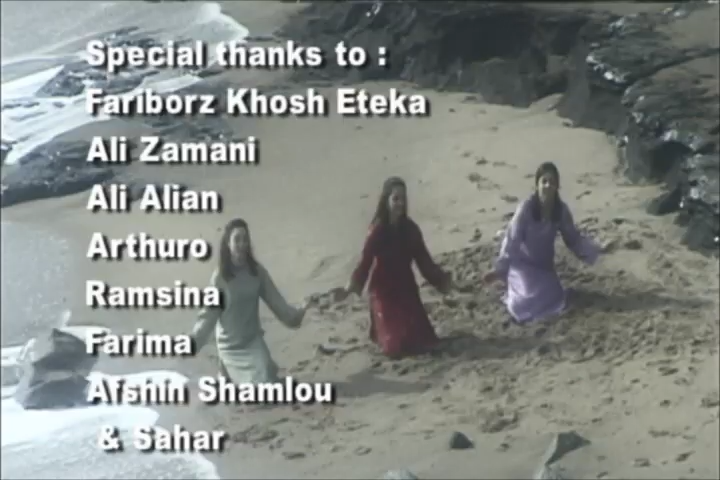 Special thanks to :
Fariborz Khosh Eteka
Ali Zamani
Ali Alian
Arthuro
Ramsina
Farima
Afshin Shamlou
& Sahar